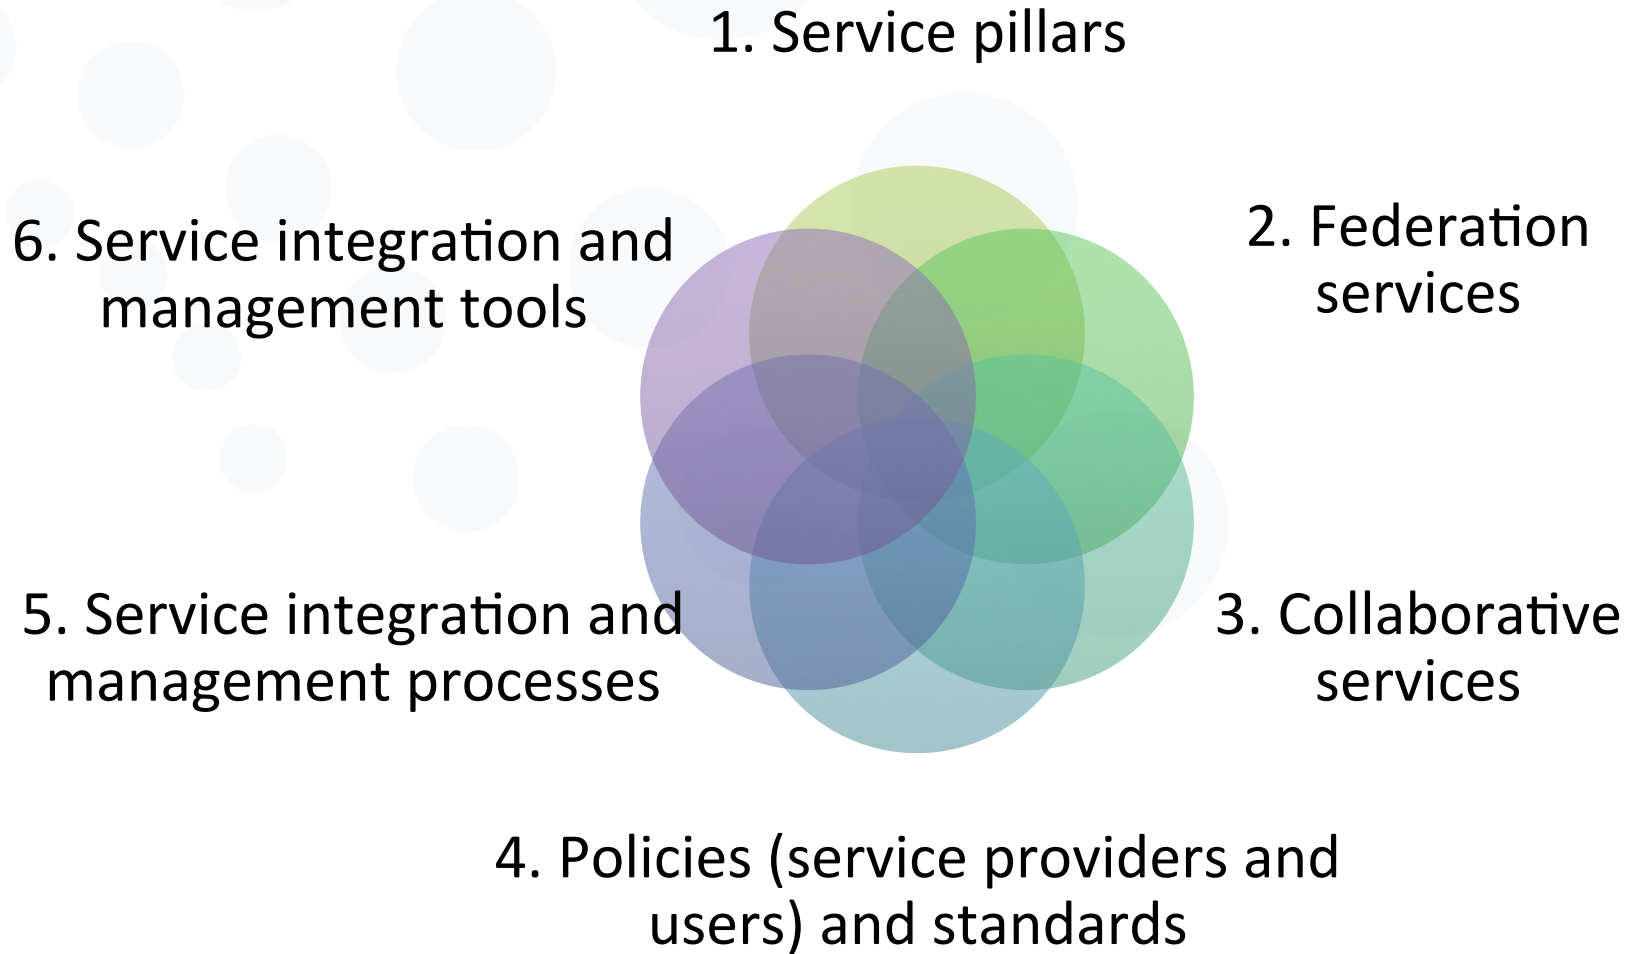 1. Service pillars
2. Federation
services
3. Collaborative
services
4. Policies (service providers and
users) and standards
5. Service integration and
management processes
6. Service integration and
management tools